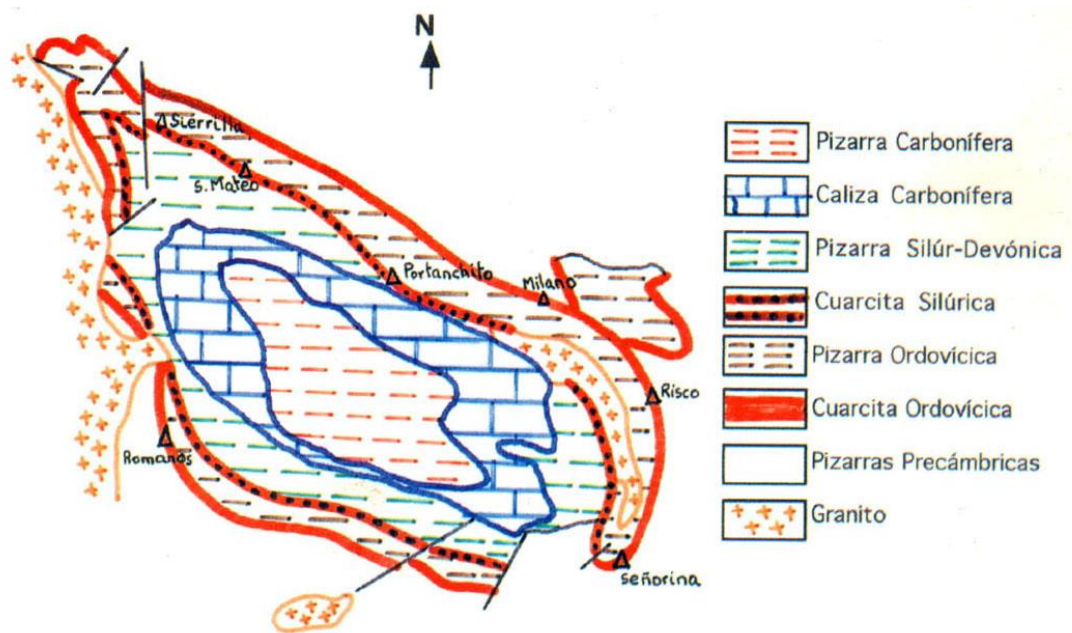 N
Siérrilla
S. Mateo
Portanchito
Milano
Risco
Romanos
Señorina
Pizarra Carbonífera
Caliza Carbonífera
Pizarra Silúr-Devónica
Cuarcita Silúrica
Pizarra Ordovícica
Cuarcita Ordovícica
Pizarras Precámbricas
Granito